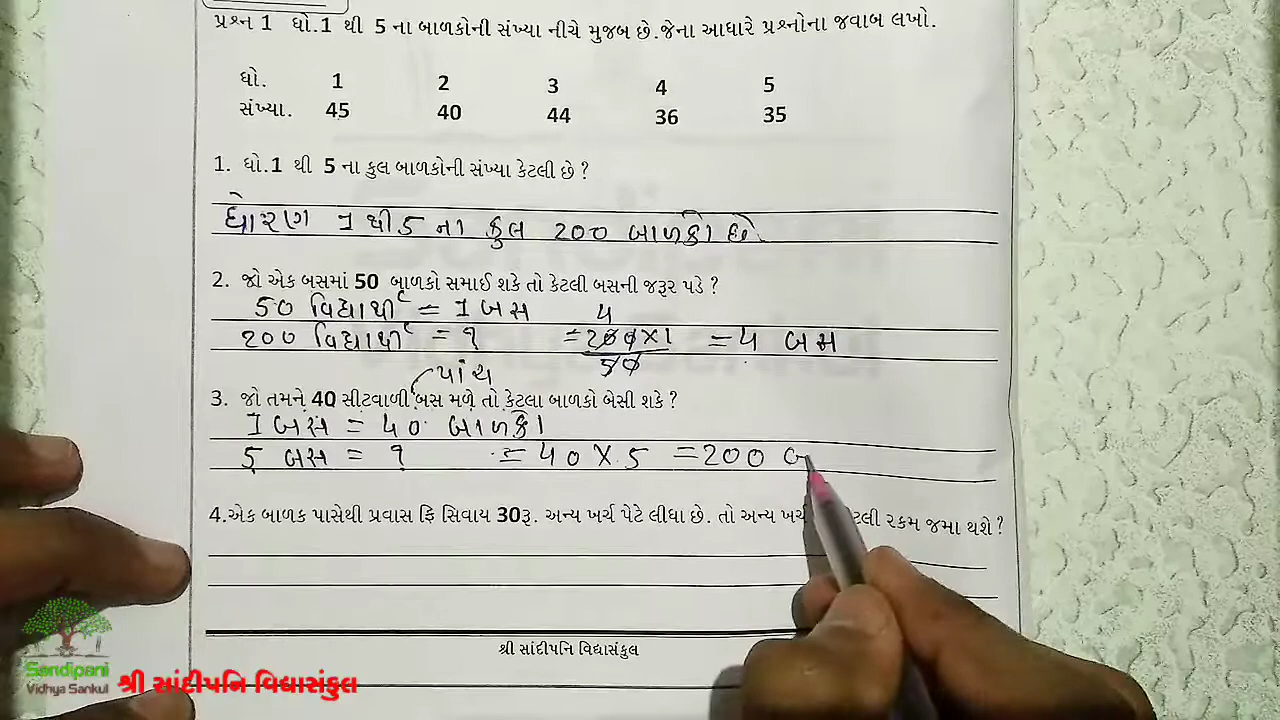 પ્રશ્ન 1 ધો.1 થી 5 ના બાળકોની સંખ્યા નીચે મુજબ છે.જેના આધારે પ્રશ્નોના જવાબ લખો.
ધો. 1 2 3 4 5
સંખ્યા. 45 40 44 36 35
1. ધો.1 થી 5 ના કુલ બાળકોની સંખ્યા કેટલી છે ?
ધોરણ 1 થી 5 ના કુલ 200 બાળકો છે.
2. જો એક બસમાં 50 બાળકો સમાઈ શકે તો કેટલી બસની જરૂર પડે ?
50 વિદ્યાર્થી = 1 બસ 4
200 વિદ્યાર્થી = ? = 200 X 1 = 4 બસ
50
પાંચ
3. જો તમને 40 સીટવાળી બસ મળે તો કેટલા બાળકો બેસી શકે ?
1 બસ = 40 બાળકો
5 બસ = ? = 40 X 5 = 200 બ
4.એક બાળક પાસેથી પ્રવાસ ફિ સિવાય 30રૂ. અન્ય ખર્ચ પેટે લીધા છે. તો અન્ય ખર્ચ ટલી રકમ જમા થશે ?
શ્રી સાંદીપનિ વિદ્યાસંકુલ
Sandipani
Vidhya Sankul
શ્રી સાંદીપનિ વિદ્યાસંકુલ